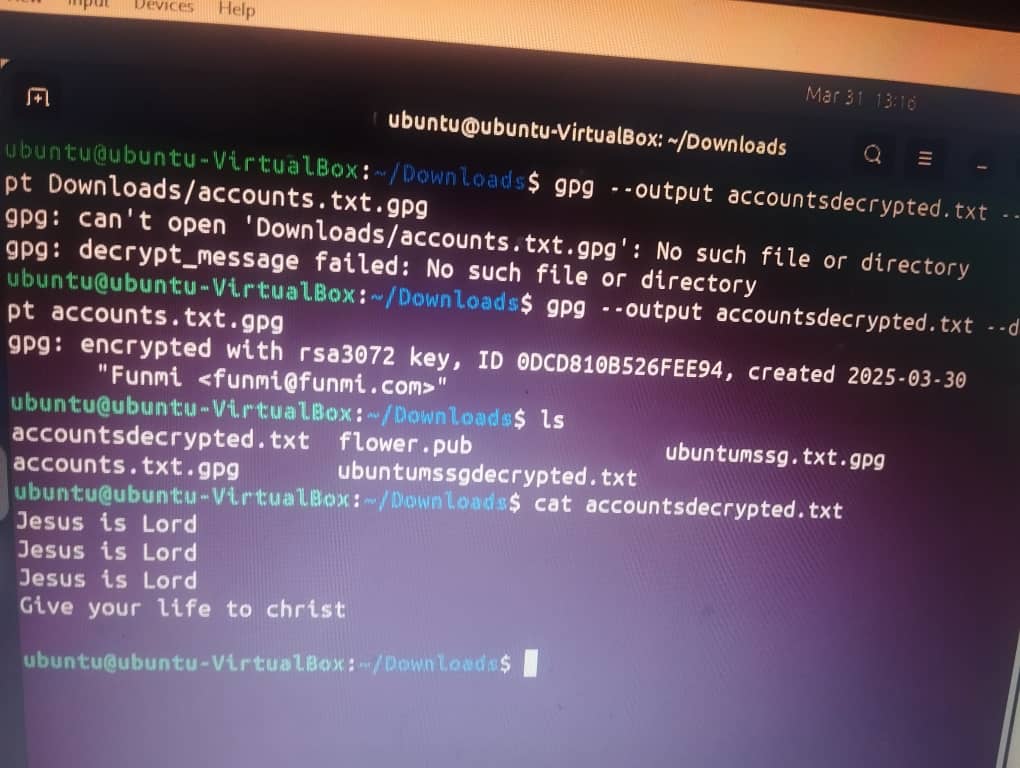 Input Devices Help
Mar 31 13:16
ubuntu@ubuntu-VirtualBox: ~/Downloads
ubuntu@ubuntu-VirtualBox:~/Downloads$ gpg --output accountsdecrypted.txt --
pt Downloads/accounts.txt.gpg
gpg: can't open 'Downloads/accounts.txt.gpg': No such file or directory
gpg: decrypt_message failed: No such file or directory
ubuntu@ubuntu-VirtualBox:~/Downloads$ gpg --output accountsdecrypted.txt --d
pt accounts.txt.gpg
gpg: encrypted with rsa3072 key, ID 0DCD810B526FEE94, created 2025-03-30
"Funmi <funmi@funmi.com>"
ubuntu@ubuntu-VirtualBox:~/Downloads$ ls
accountsdecrypted.txt flower.pub ubuntumssg.txt.gpg
accounts.txt.gpg ubuntumssgdecrypted.txt
ubuntu@ubuntu-VirtualBox:~/Downloads$ cat accountsdecrypted.txt
Jesus is Lord
Jesus is Lord
Jesus is Lord
Give your life to christ
ubuntu@ubuntu-VirtualBox:~/Downloads$